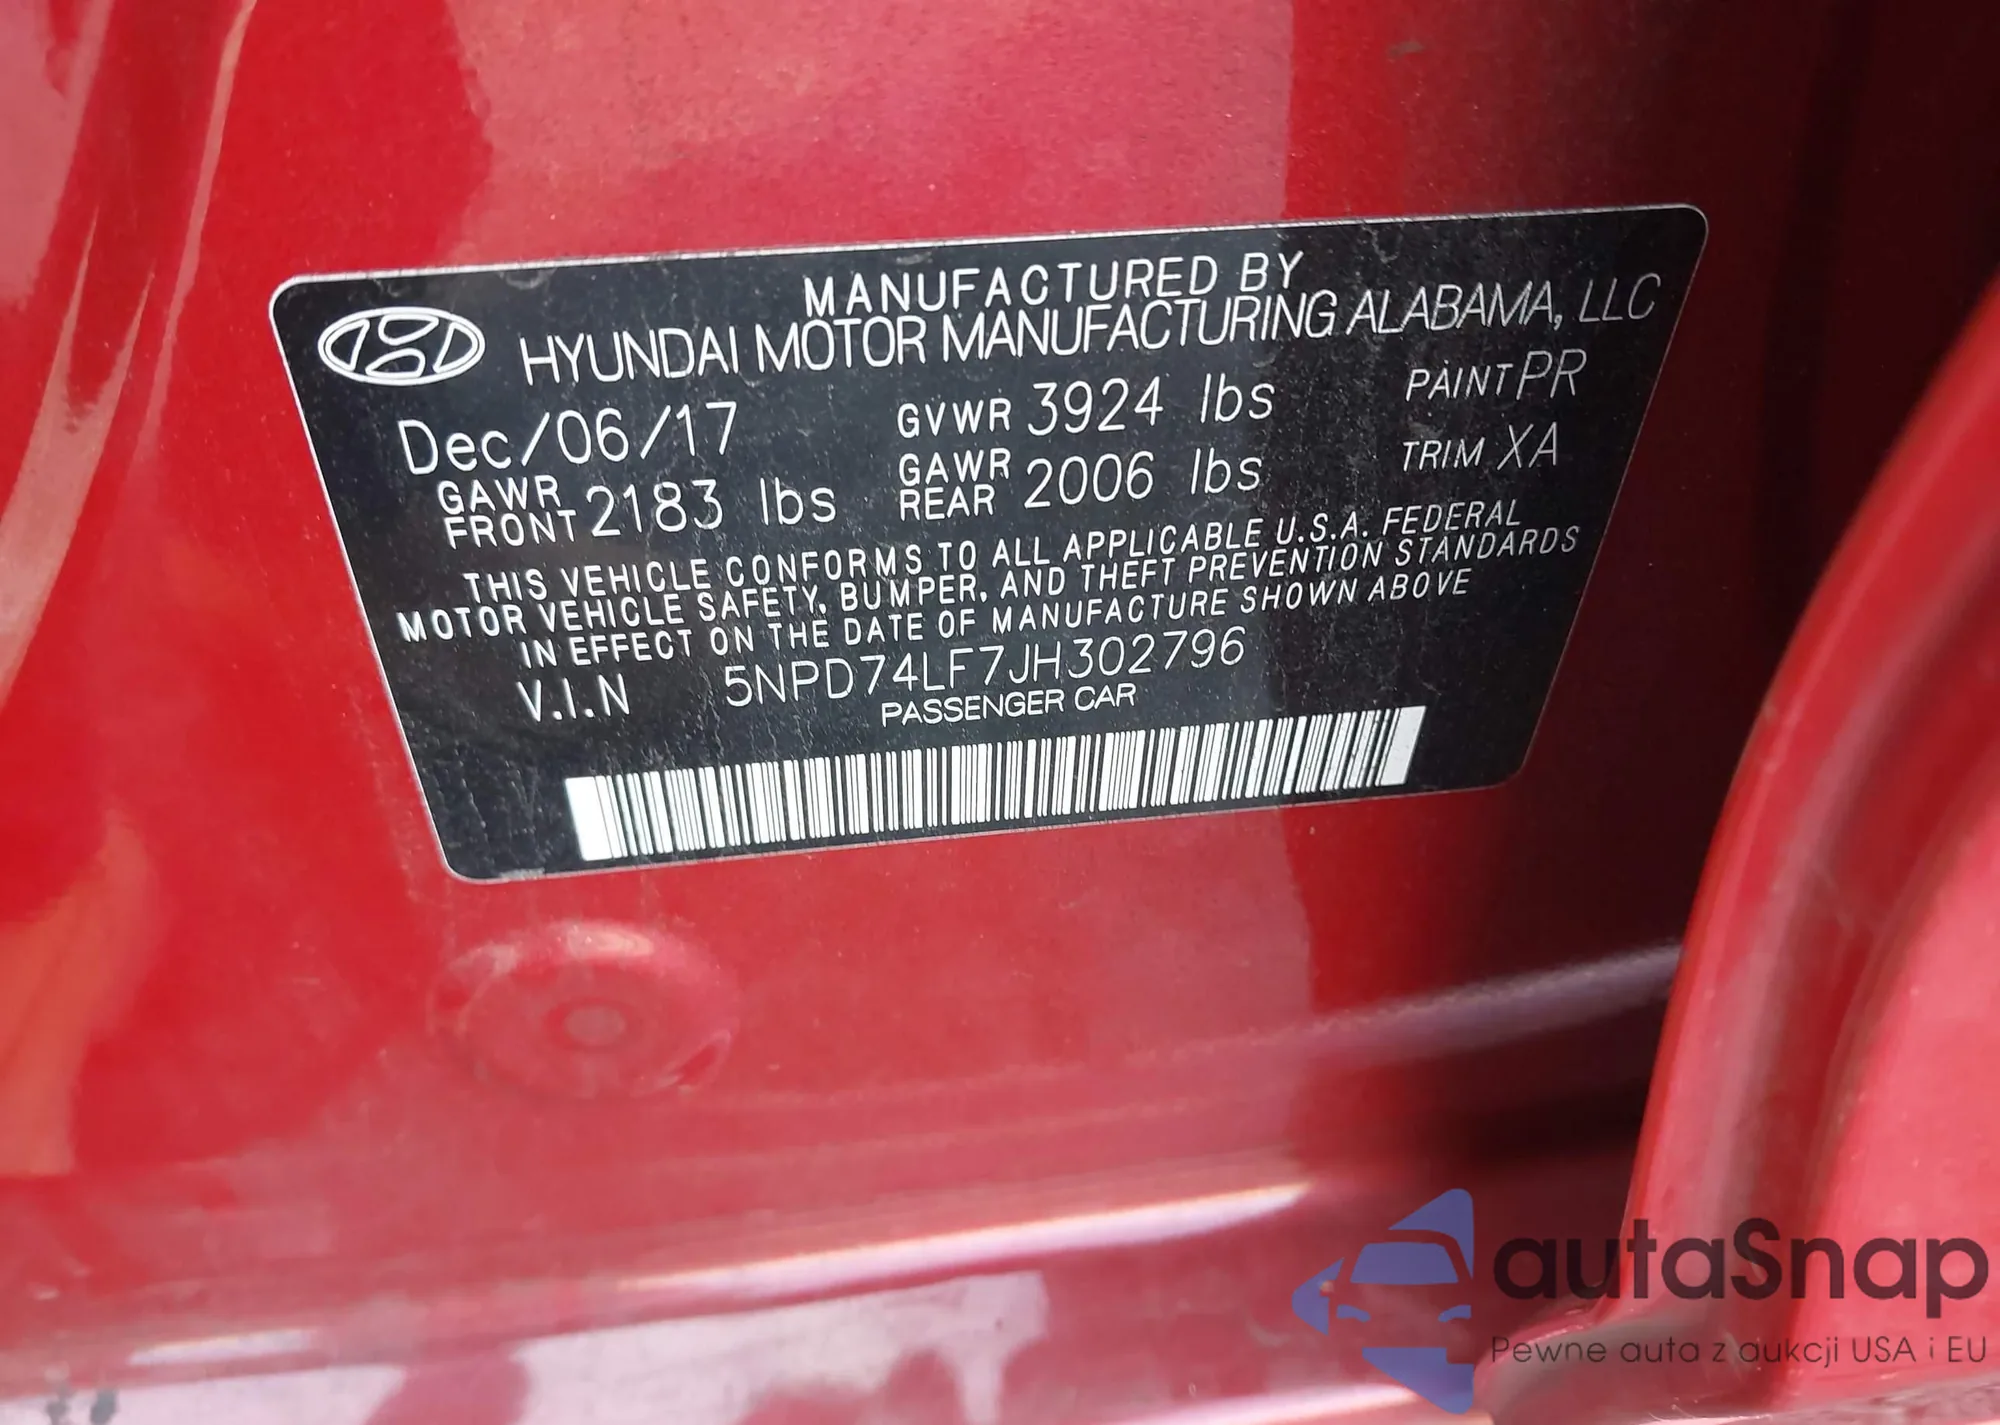 MANUFACTURED BY
HYUNDAI MOTOR MANUFACTURING ALABAMA, LLC
Dec/06/17 GVWR 3924 lbs PAINT PR
GAWR FRONT 2183 lbs GAWR REAR 2006 lbs TRIM XA
THIS VEHICLE CONFORMS TO ALL APPLICABLE U.S.A. FEDERAL
MOTOR VEHICLE SAFETY, BUMPER, AND THEFT PREVENTION STANDARDS
IN EFFECT ON THE DATE OF MANUFACTURE SHOWN ABOVE
V.I.N 5NPD74LF7JH302796
PASSENGER CAR
autaSnap
Pewne auta z aukcji USA i EU